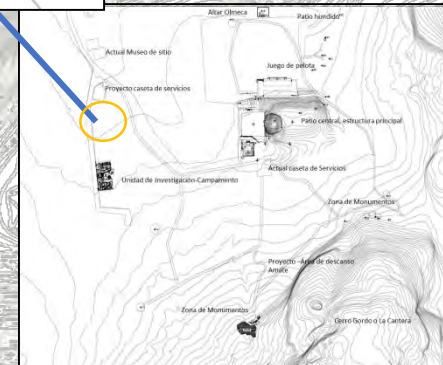 Altar Olmeca
Patio hundido
Actual Museo de sitio
Juego de pelota
Proyecto caseta de servicios
Patio central, estructura principal
Actual caseta de Servicios
Unidad de Investigación-Campamento
Zona de Monumentos
Proyecto -Área de descanso
Amate
Zona de Monumentos
Cerro Gordo o La Cantera